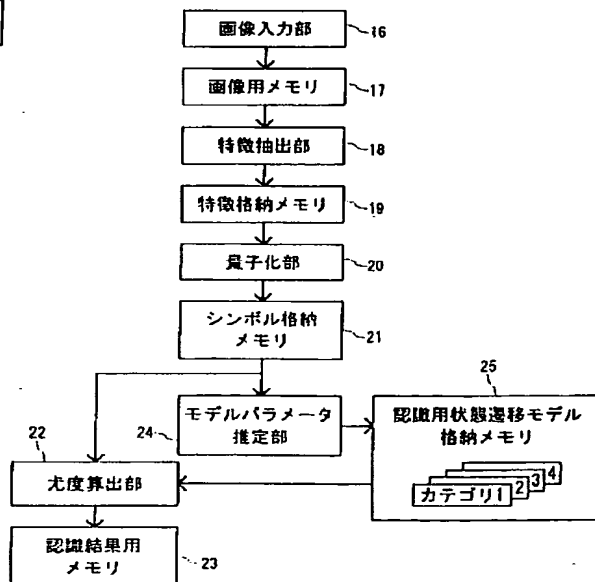 画像入力部
16
画像用メモリ
17
特徴抽出部
18
特徴格納メモリ
19
量子化部
20
シンボル格納
メモリ
21
モデルパラメータ
推定部
24
25
認識用状態遷移モデル
格納メモリ
カテゴリ1
2
3
4
22
尤度算出部
認識結果用
メモリ
23